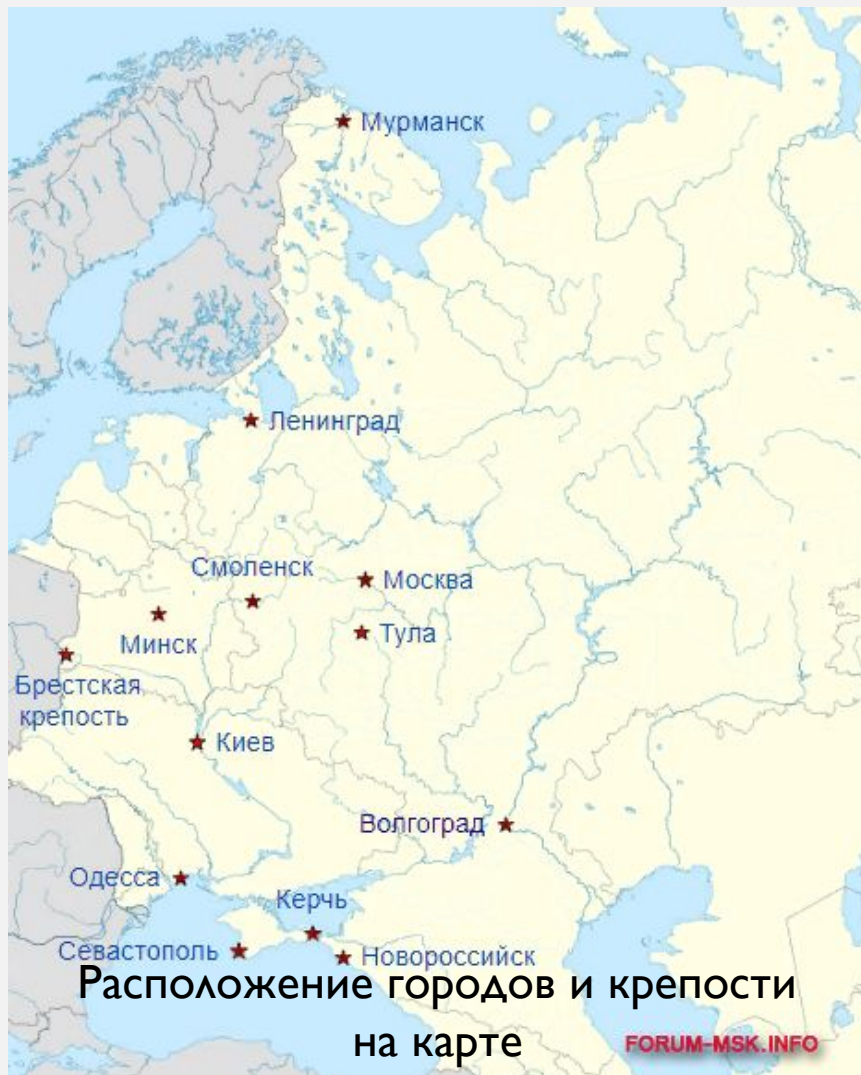 Мурманск
Ленинград
Смоленск
Москва
Минск
Тула
Брестская
крепость
Киев
Волгоград
Одесса
Керчь
Севастополь
Новороссийск
Расположение городов и крепости
на карте
FORUM-MSK.INFO